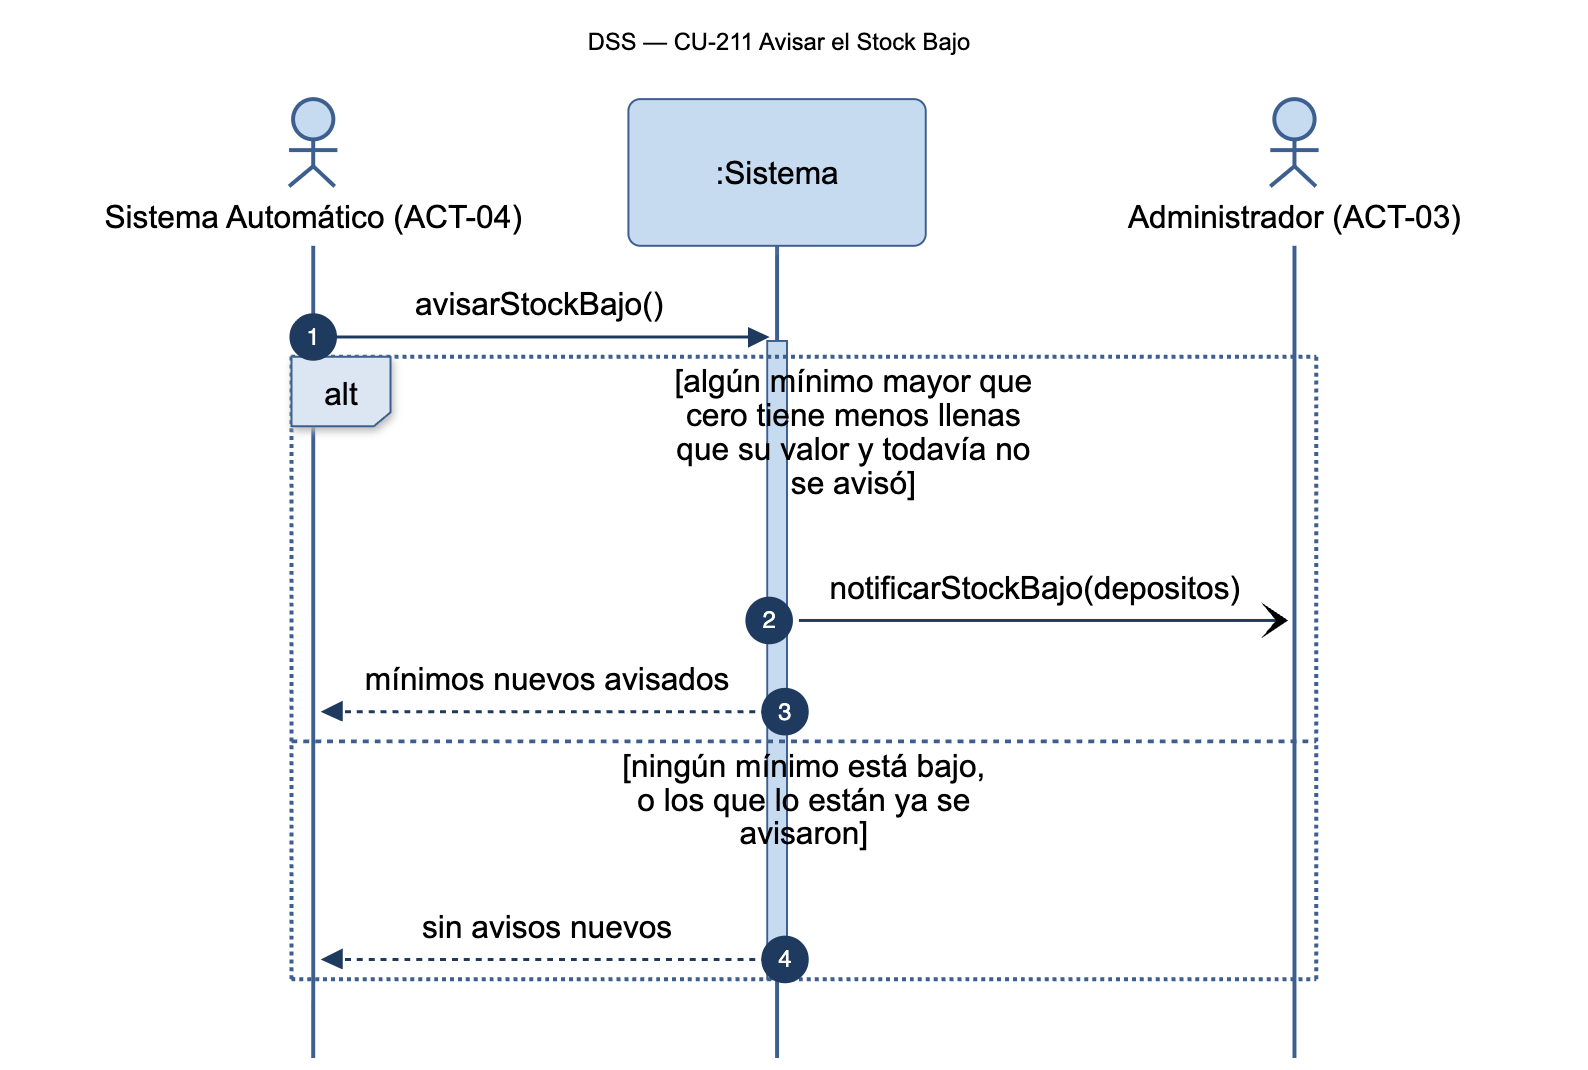 DSS — CU-211 Avisar el Stock Bajo
:Sistema
Sistema Automático (ACT-04)
Administrador (ACT-03)
avisarStockBajo()
1
alt
[algún mínimo mayor que
cero tiene menos llenas
que su valor y todavía no
se avisó]
notificarStockBajo(depositos)
2
mínimos nuevos avisados
3
[ningún mínimo está bajo,
o los que lo están ya se
avisaron]
sin avisos nuevos
4